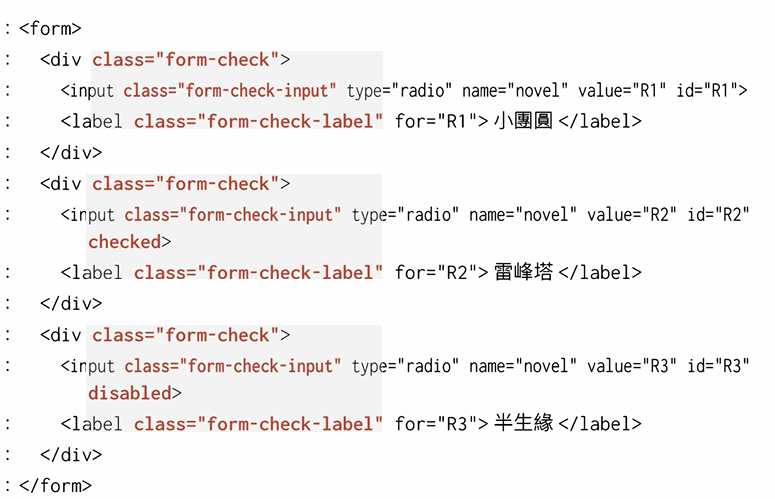 : <form>
:   <div class="form-check">
:     <input class="form-check-input" type="radio" name="novel" value="R1" id="R1">
:     <label class="form-check-label" for="R1"> 小團圓 </label>
:   </div>
:   <div class="form-check">
:     <input class="form-check-input" type="radio" name="novel" value="R2" id="R2"
        checked>
:     <label class="form-check-label" for="R2"> 雷峰塔 </label>
:   </div>
:   <div class="form-check">
:     <input class="form-check-input" type="radio" name="novel" value="R3" id="R3"
        disabled>
:     <label class="form-check-label" for="R3"> 半生緣 </label>
:   </div>
: </form>